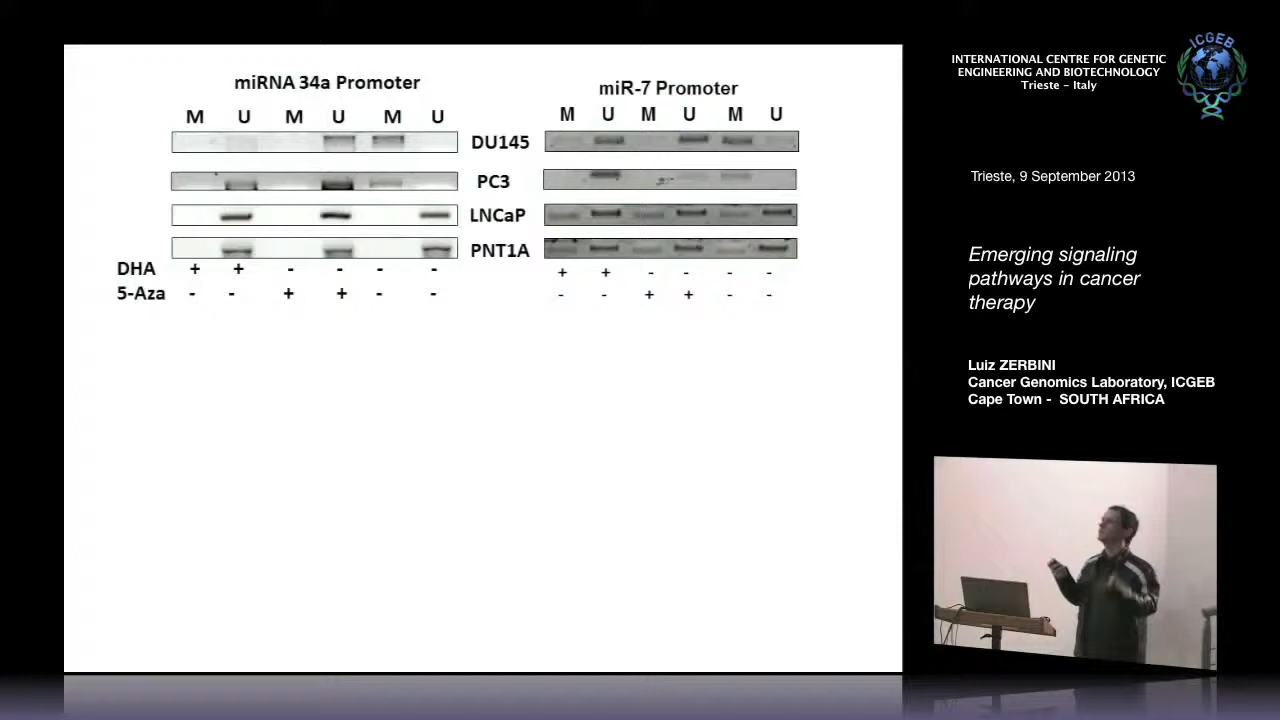 miRNA 34a Promoter
M U M U M U
miR-7 Promoter
M U M U M U
DU145
PC3
LNCaP
PNT1A
DHA + + - - - -
5-Aza - - + + - -
+ + - - - -
- - + + - -
ICGEB
INTERNATIONAL CENTRE FOR GENETIC
ENGINEERING AND BIOTECHNOLOGY
Trieste - Italy
Trieste, 9 September 2013
Emerging signaling
pathways in cancer
therapy
Luiz ZERBINI
Cancer Genomics Laboratory, ICGEB
Cape Town - SOUTH AFRICA